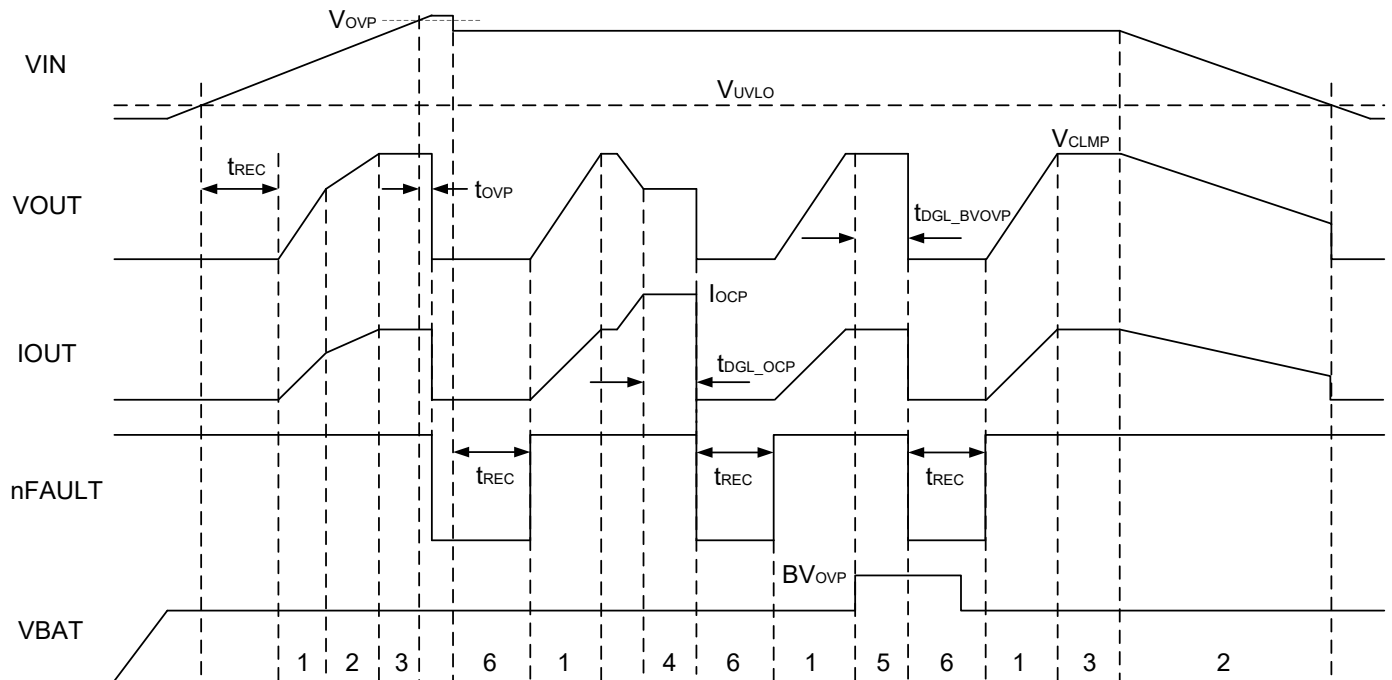 VOVP
VIN
VUVLO
VCLMP
tREC
tOVP
VOUT
tDGL_BVOVP
IOCP
IOUT
tDGL_OCP
nFAULT
tREC
tREC
tREC
BVOVP
VBAT
1 2 3 6 1 4 6 1 5 6 1 3 2